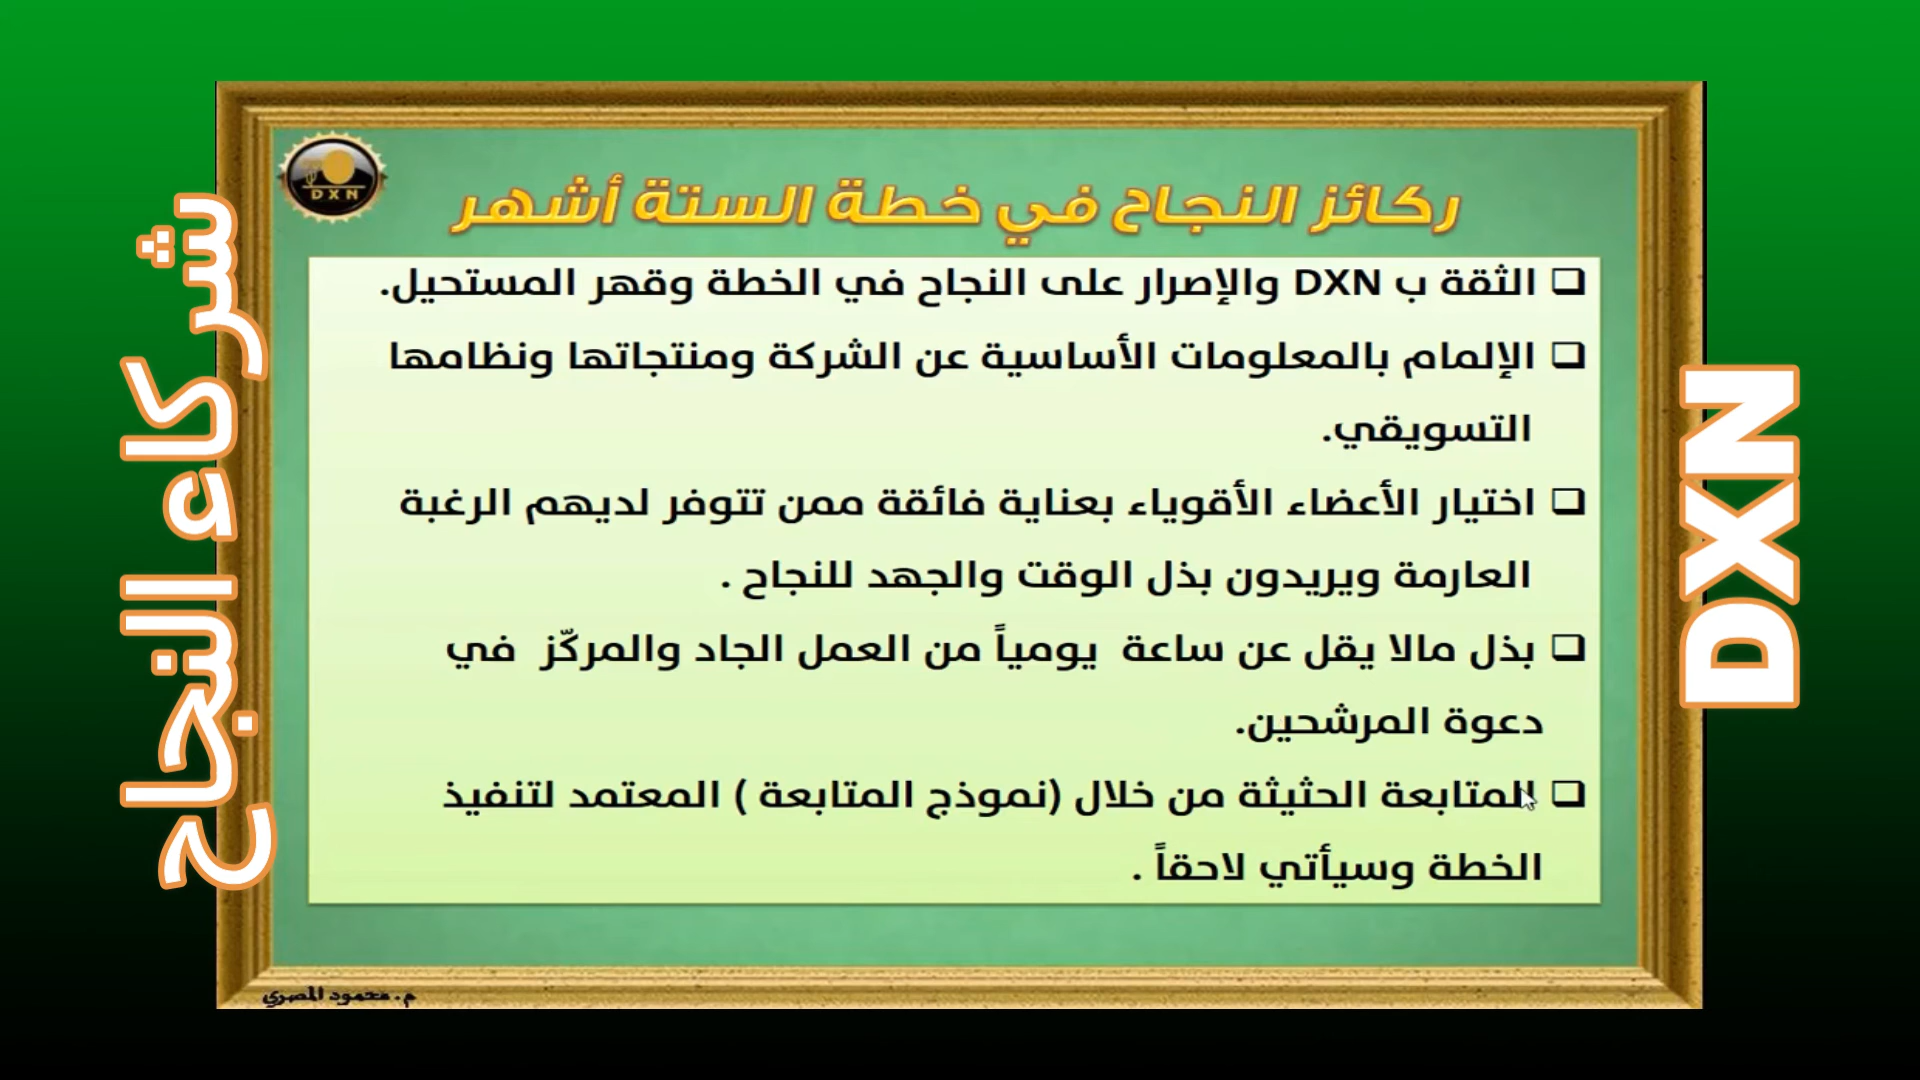 DXN
ركائز النجاح في خطة الستة أشهر
❑ الثقة ب DXN والإصرار على النجاح في الخطة وقهر المستحيل.
❑ الإلمام بالمعلومات الأساسية عن الشركة ومنتجاتها ونظامها
التسويقي.
❑ اختيار الأعضاء الأقوياء بعناية فائقة ممن تتوفر لديهم الرغبة
العارمة ويريدون بذل الوقت والجهد للنجاح .
❑ بذل مالا يقل عن ساعة يومياً من العمل الجاد والمركّز في
دعوة المرشحين.
❑ المتابعة الحثيثة من خلال (نموذج المتابعة ) المعتمد لتنفيذ
الخطة وسيأتي لاحقاً .
م. محمود المصري
شركاء النجاح
DXN